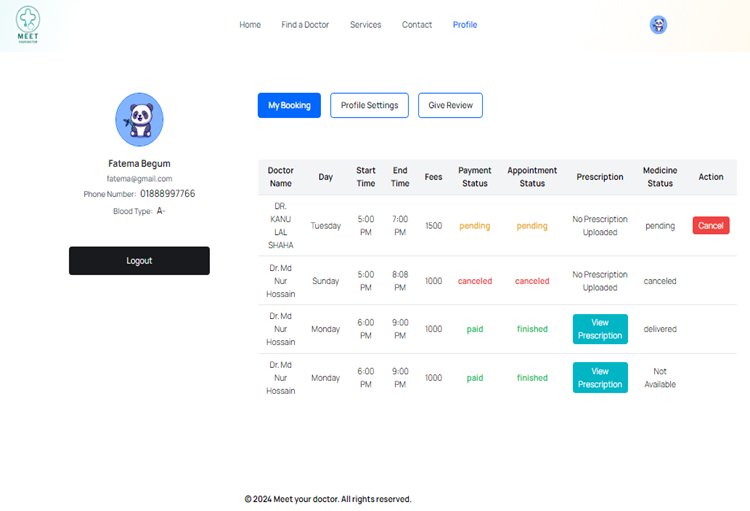 MEET
Home Find a Doctor Services Contact Profile
My Booking Profile Settings Give Review
Fatema Begum
fatema@gmail.com
Phone Number: 01888997766
Blood Type: A-
Logout
Doctor Name Day Start Time End Time Fees Payment Status Appointment Status Prescription Medicine Status Action
DR. KANU LAL SHAHA Tuesday 5:00 PM 7:00 PM 1500 pending pending No Prescription Uploaded pending Cancel
Dr. Md Nur Hossain Sunday 5:00 PM 8:08 PM 1000 canceled canceled No Prescription Uploaded canceled
Dr. Md Nur Hossain Monday 6:00 PM 9:00 PM 1000 paid finished View Prescription delivered
Dr. Md Nur Hossain Monday 6:00 PM 9:00 PM 1000 paid finished View Prescription Not Available
© 2024 Meet your doctor. All rights reserved.